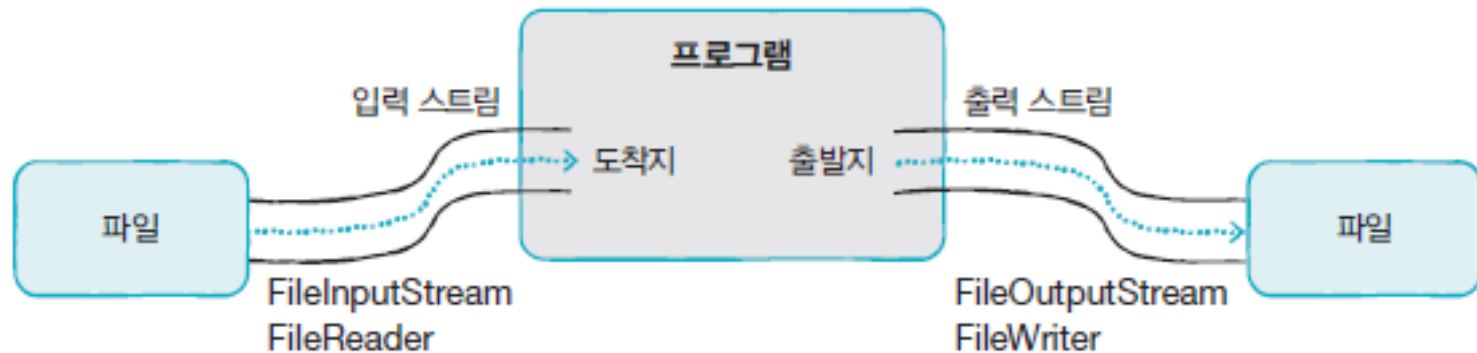 프로그램
입력 스트림
출력 스트림
도착지
출발지
파일
파일
FileInputStream
FileReader
FileOutputStream
FileWriter